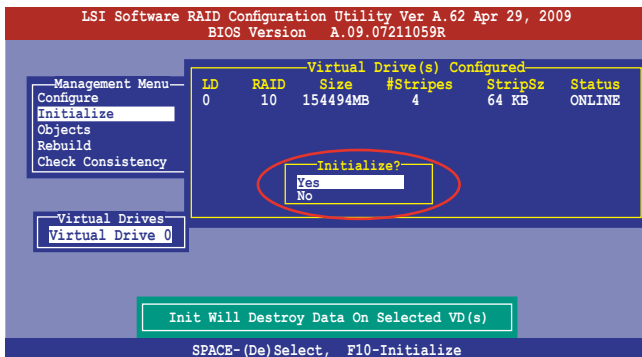 LSI Software RAID Configuration Utility Ver A.62 Apr 29, 2009
BIOS Version A.09.07211059R
Virtual Drive(s) Configured
LD RAID Size #Stripes StripSz Status
0 10 154494MB 4 64 KB ONLINE
Management Menu
Configure
Initialize
Objects
Rebuild
Check Consistency
Initialize?
Yes
No
Virtual Drives
Virtual Drive 0
Init Will Destroy Data On Selected VD(s)
SPACE-(De)Select, F10-Initialize